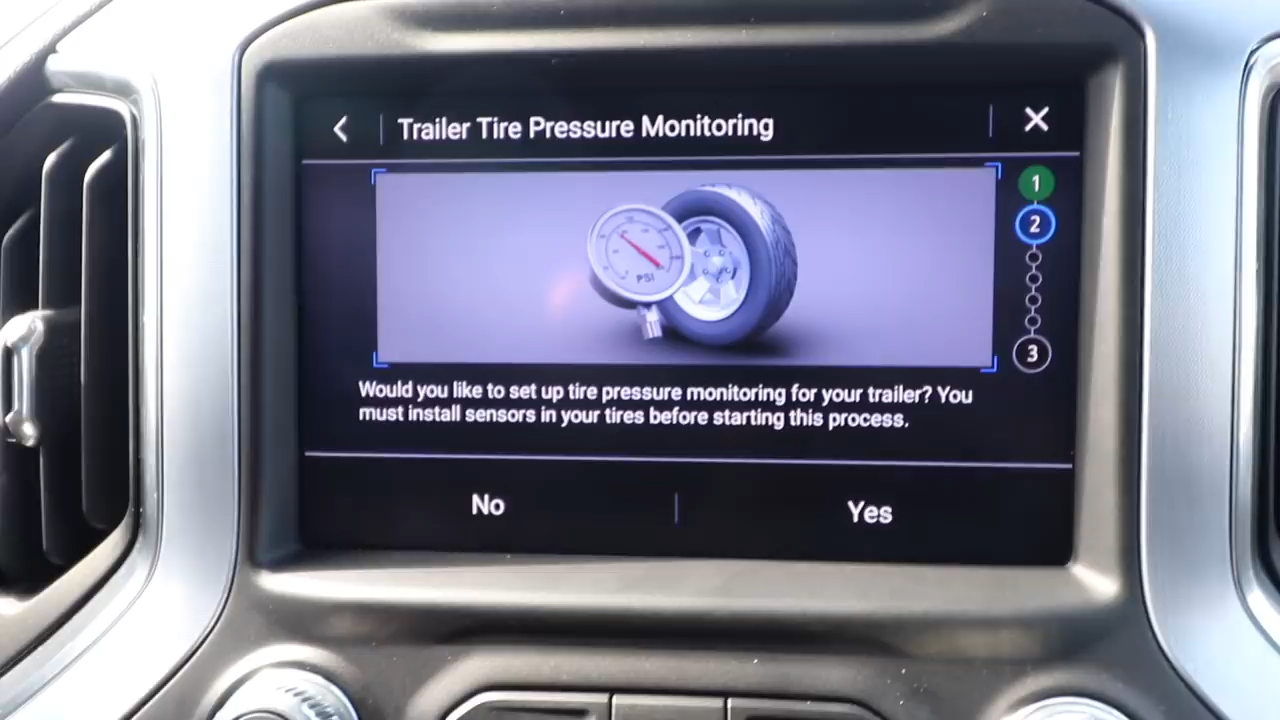 Trailer Tire Pressure Monitoring
1
2
3
PSI
Would you like to set up tire pressure monitoring for your trailer? You
must install sensors in your tires before starting this process.
No
Yes